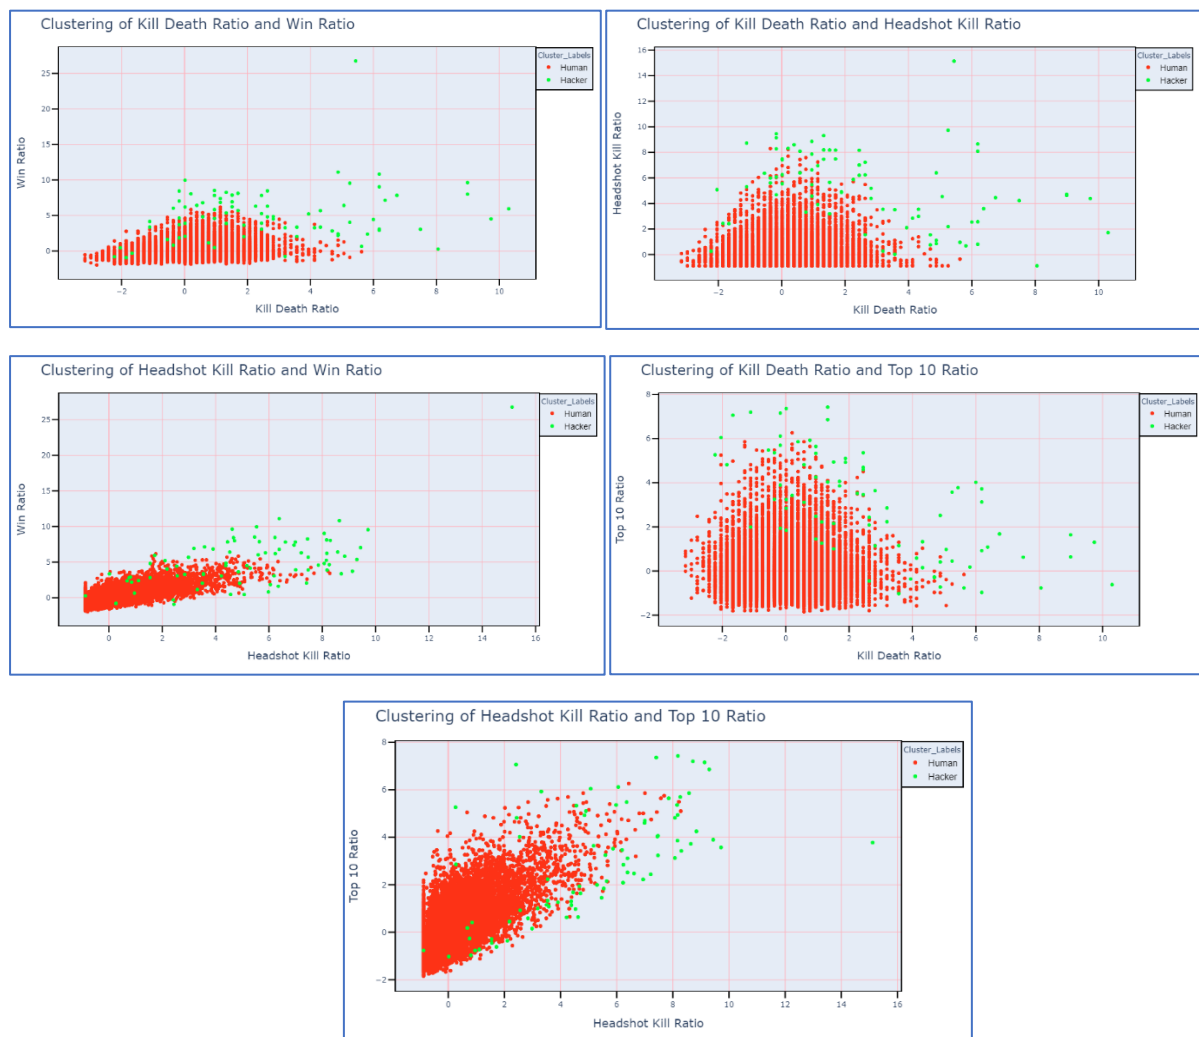 Clustering of Kill Death Ratio and Win Ratio
Cluster_Labels
Human
Hacker
25
20
15
10
5
0
Win Ratio
−2
0
2
4
6
8
10
Kill Death Ratio
Clustering of Kill Death Ratio and Headshot Kill Ratio
Cluster_Labels
Human
Hacker
16
14
12
10
8
6
4
2
0
Headshot Kill Ratio
−2
0
2
4
6
8
10
Kill Death Ratio
Clustering of Headshot Kill Ratio and Win Ratio
Cluster_Labels
Human
Hacker
25
20
15
10
5
0
Win Ratio
0
2
4
6
8
10
12
14
16
Headshot Kill Ratio
Clustering of Kill Death Ratio and Top 10 Ratio
Cluster_Labels
Human
Hacker
8
6
4
2
0
−2
Top 10 Ratio
−2
0
2
4
6
8
10
Kill Death Ratio
Clustering of Headshot Kill Ratio and Top 10 Ratio
Cluster_Labels
Human
Hacker
8
6
4
2
0
−2
Top 10 Ratio
0
2
4
6
8
10
12
14
16
Headshot Kill Ratio